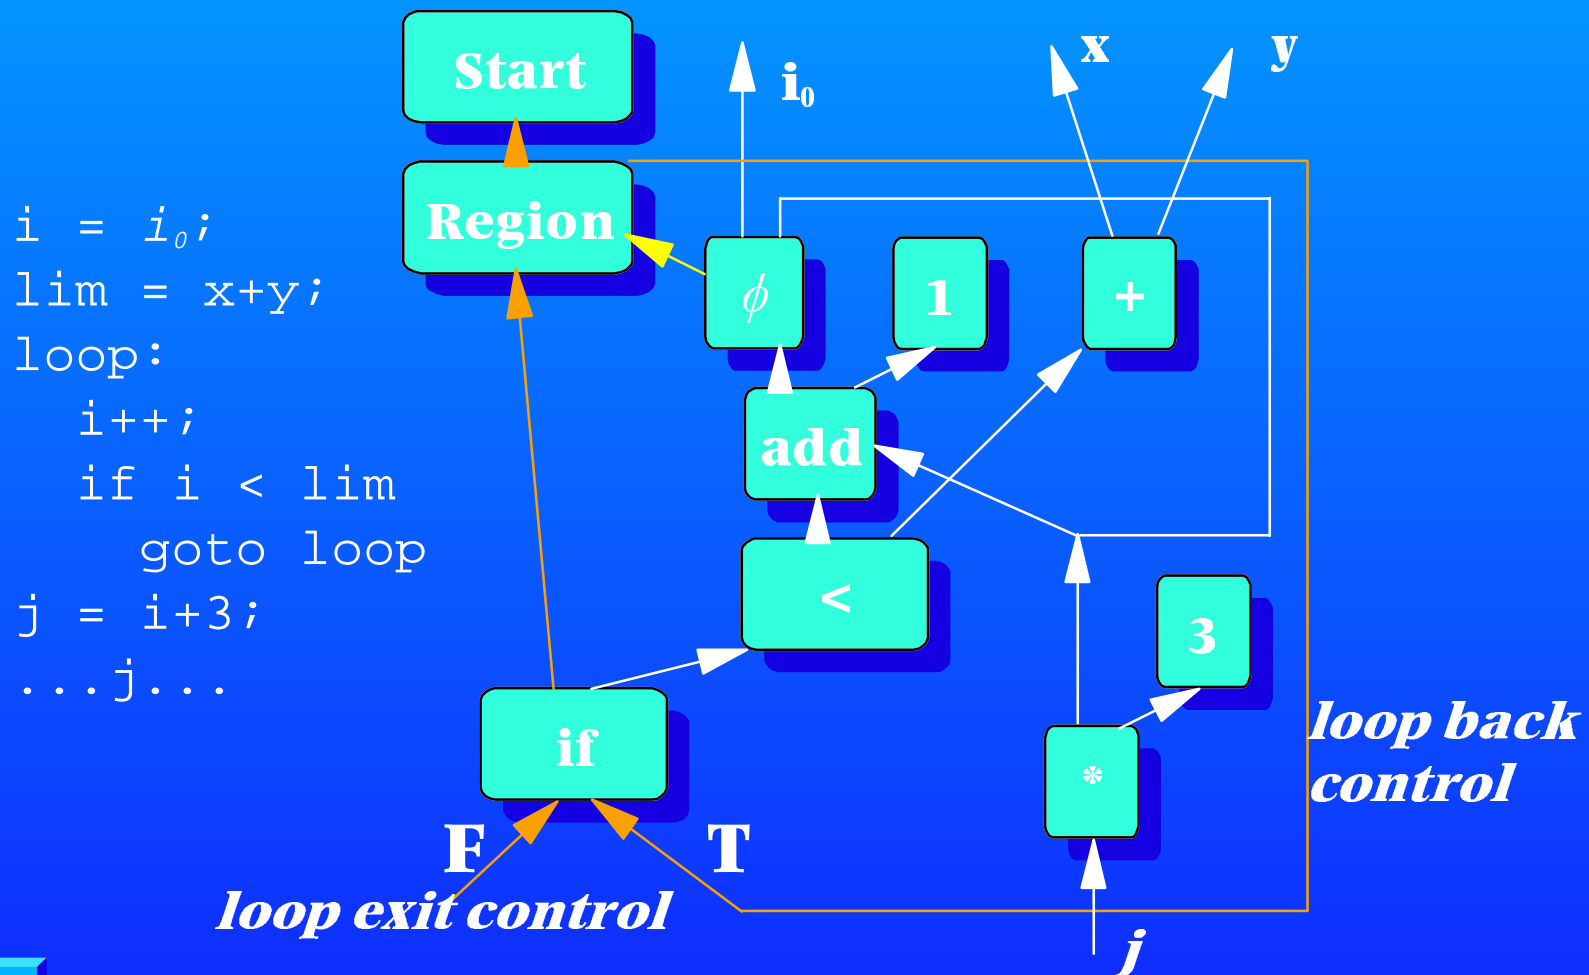 Start
i₀
x
y
Region
ϕ
1
+
i = i₀;
lim = x+y;
loop:
i++;
if i < lim
goto loop
j = i+3;
...j...
add
<
3
if
*
loop back
control
F
T
loop exit control
j